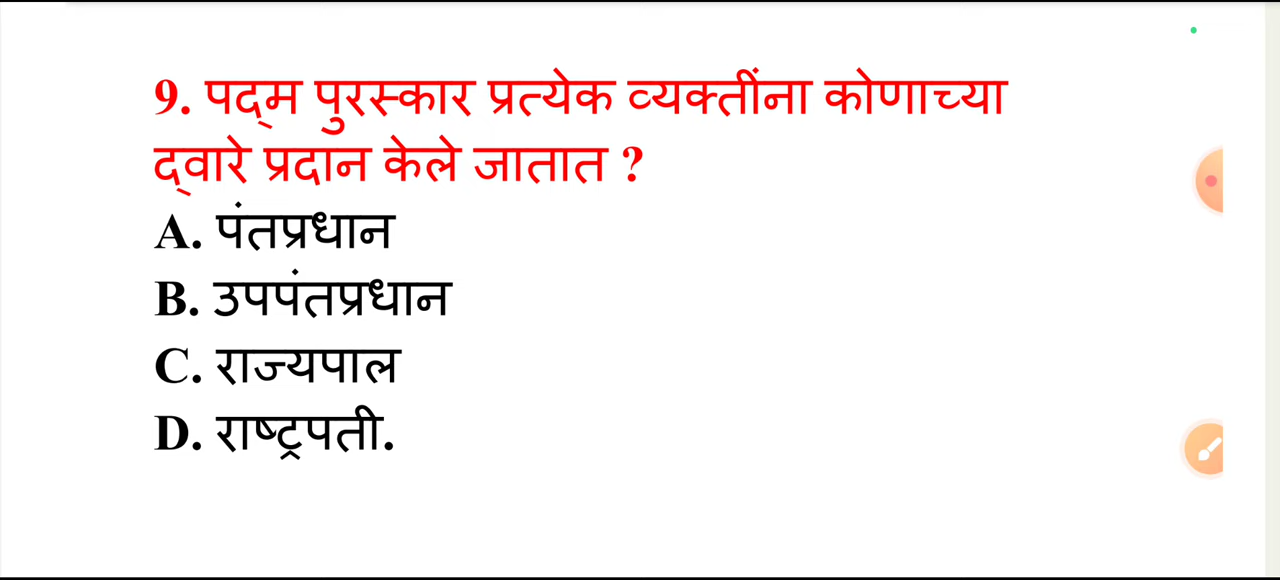 9. पद्म पुरस्कार प्रत्येक व्यक्तींना कोणाच्या
द्वारे प्रदान केले जातात ?
A. पंतप्रधान
B. उपपंतप्रधान
C. राज्यपाल
D. राष्ट्रपती.